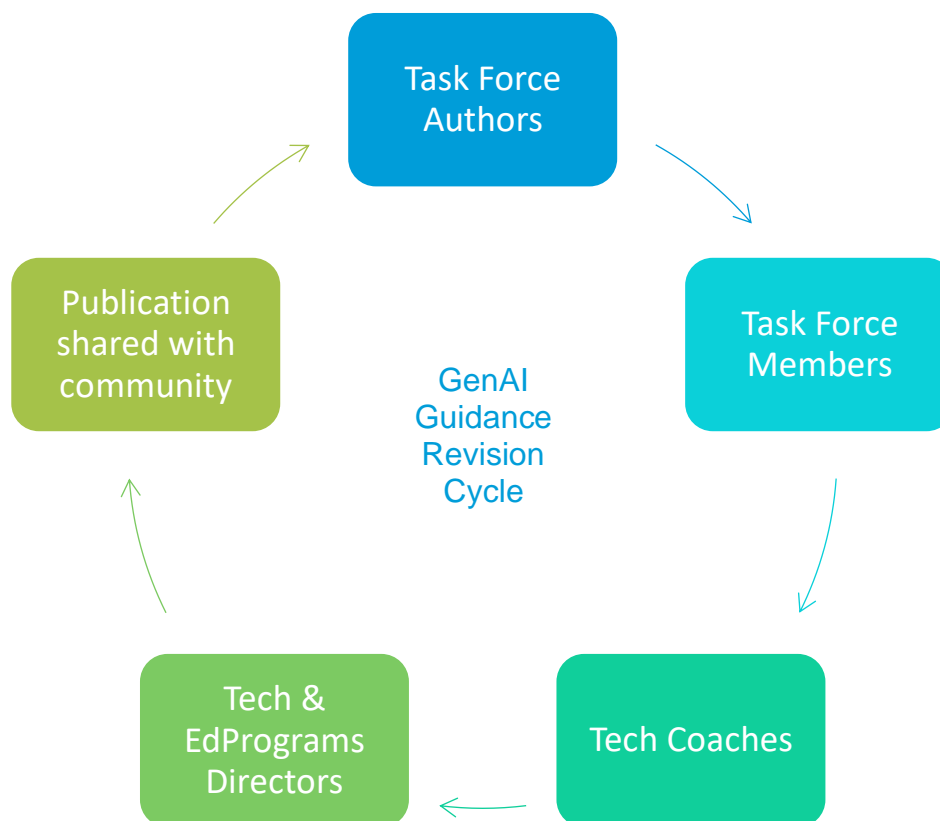 Task Force
Authors
Task Force
Members
Tech Coaches
Tech &
EdPrograms
Directors
Publication
shared with
community
GenAI
Guidance
Revision
Cycle